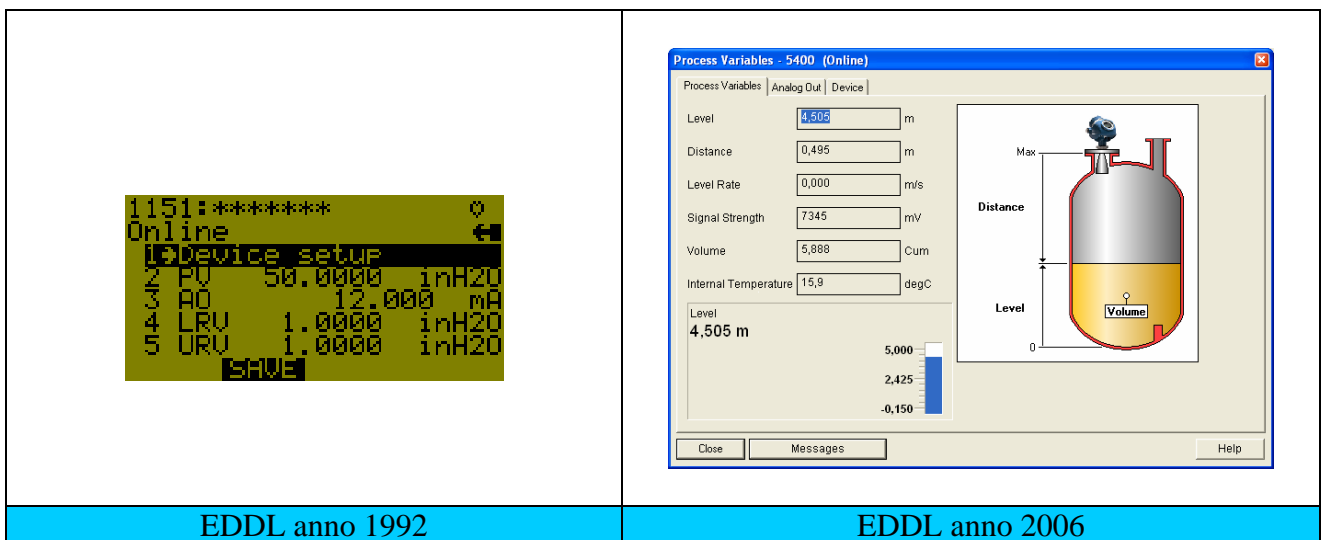 1151:*******
Online
1 Device setup
2 PV 50.0000 inH2O
3 AO 12.000 mA
4 LRV 1.0000 inH2O
5 URV 1.0000 inH2O
SAVE
EDDL anno 1992
Process Variables - 5400 (Online)
Process Variables Analog Out Device
Level 4,505 m
Distance 0,495 m
Level Rate 0,000 m/s
Signal Strength 7345 mV
Volume 5,888 Cum
Internal Temperature 15,9 degC
Level
4,505 m
5,000
2,425
-0,150
Max
Distance
Level
Volume
0
Close Messages Help
EDDL anno 2006